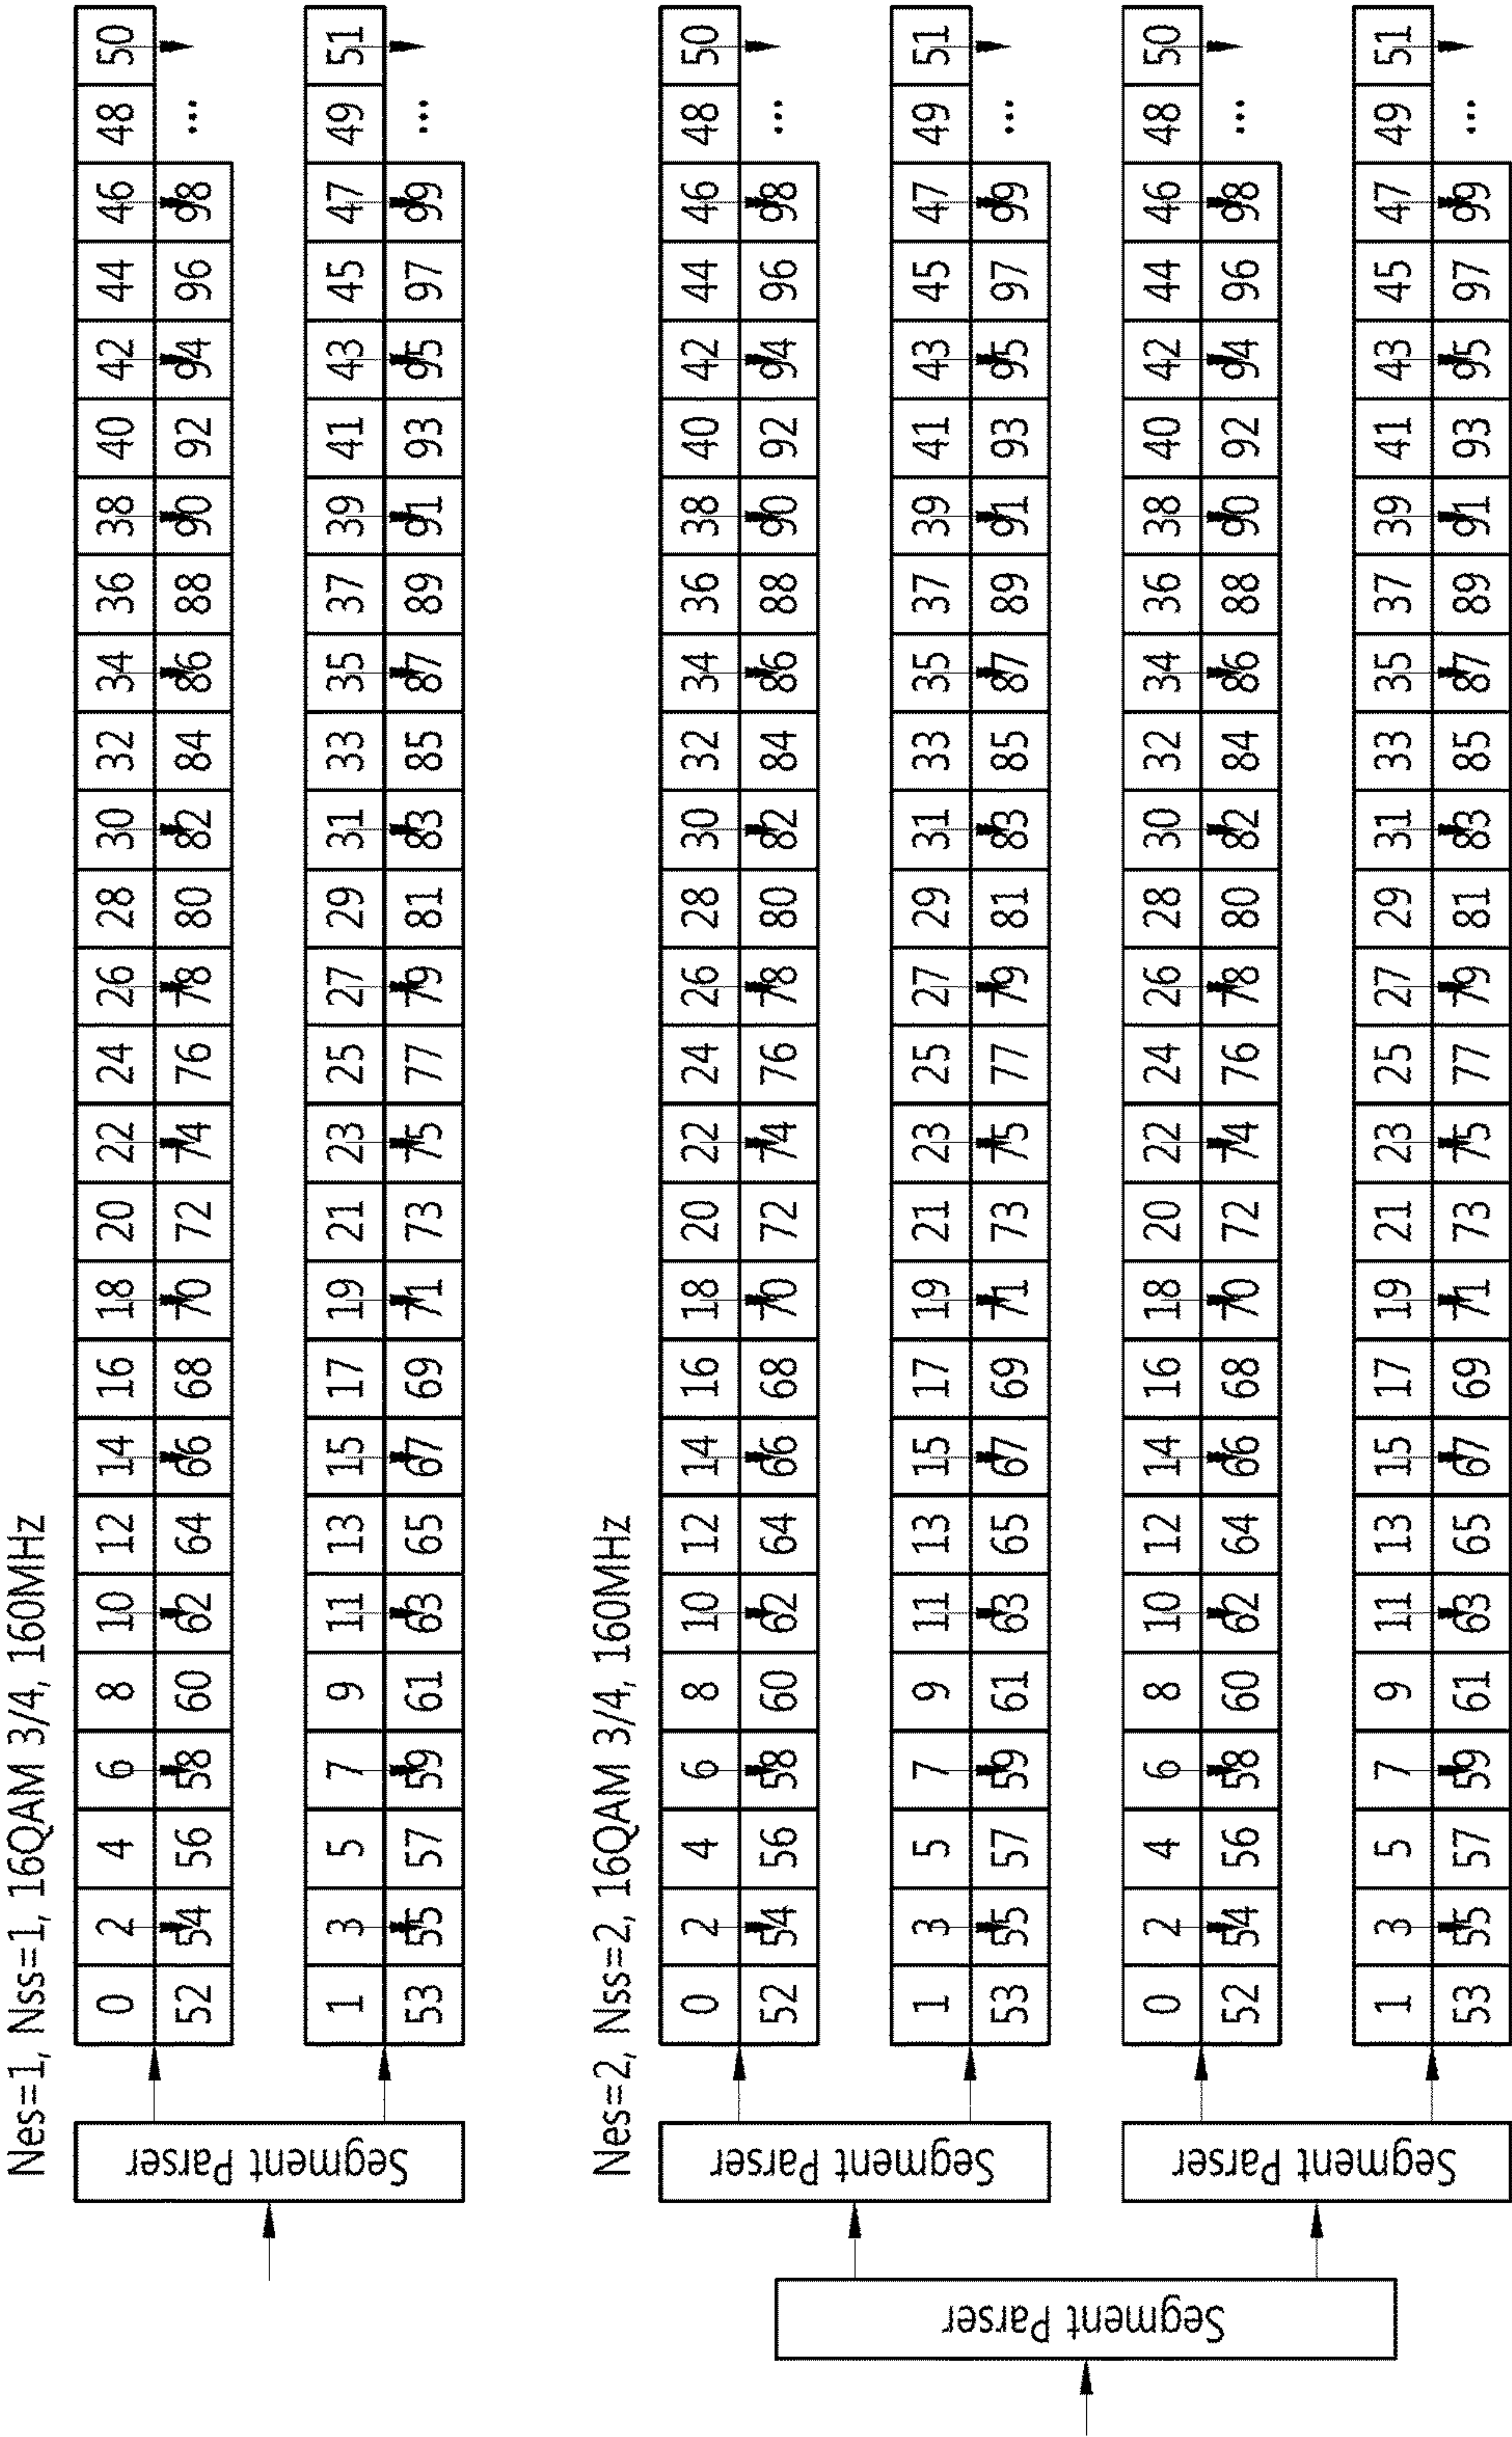 Nes=1, Nss=1, 16QAM 3/4, 160MHz
Segment Parser
0 2 4 6 8 10 12 14 16 18 20 22 24 26 28 30 32 34 36 38 40 42 44 46 48 50
52 54 56 58 60 62 64 66 68 70 72 74 76 78 80 82 84 86 88 90 92 94 96 98 ...
1 3 5 7 9 11 13 15 17 19 21 23 25 27 29 31 33 35 37 39 41 43 45 47 49 51
53 55 57 59 61 63 65 67 69 71 73 75 77 79 81 83 85 87 89 91 93 95 97 99 ...
Nes=2, Nss=2, 16QAM 3/4, 160MHz
Segment Parser
Segment Parser
0 2 4 6 8 10 12 14 16 18 20 22 24 26 28 30 32 34 36 38 40 42 44 46 48 50
52 54 56 58 60 62 64 66 68 70 72 74 76 78 80 82 84 86 88 90 92 94 96 98 ...
1 3 5 7 9 11 13 15 17 19 21 23 25 27 29 31 33 35 37 39 41 43 45 47 49 51
53 55 57 59 61 63 65 67 69 71 73 75 77 79 81 83 85 87 89 91 93 95 97 99 ...
Segment Parser
0 2 4 6 8 10 12 14 16 18 20 22 24 26 28 30 32 34 36 38 40 42 44 46 48 50
52 54 56 58 60 62 64 66 68 70 72 74 76 78 80 82 84 86 88 90 92 94 96 98 ...
1 3 5 7 9 11 13 15 17 19 21 23 25 27 29 31 33 35 37 39 41 43 45 47 49 51
53 55 57 59 61 63 65 67 69 71 73 75 77 79 81 83 85 87 89 91 93 95 97 99 ...